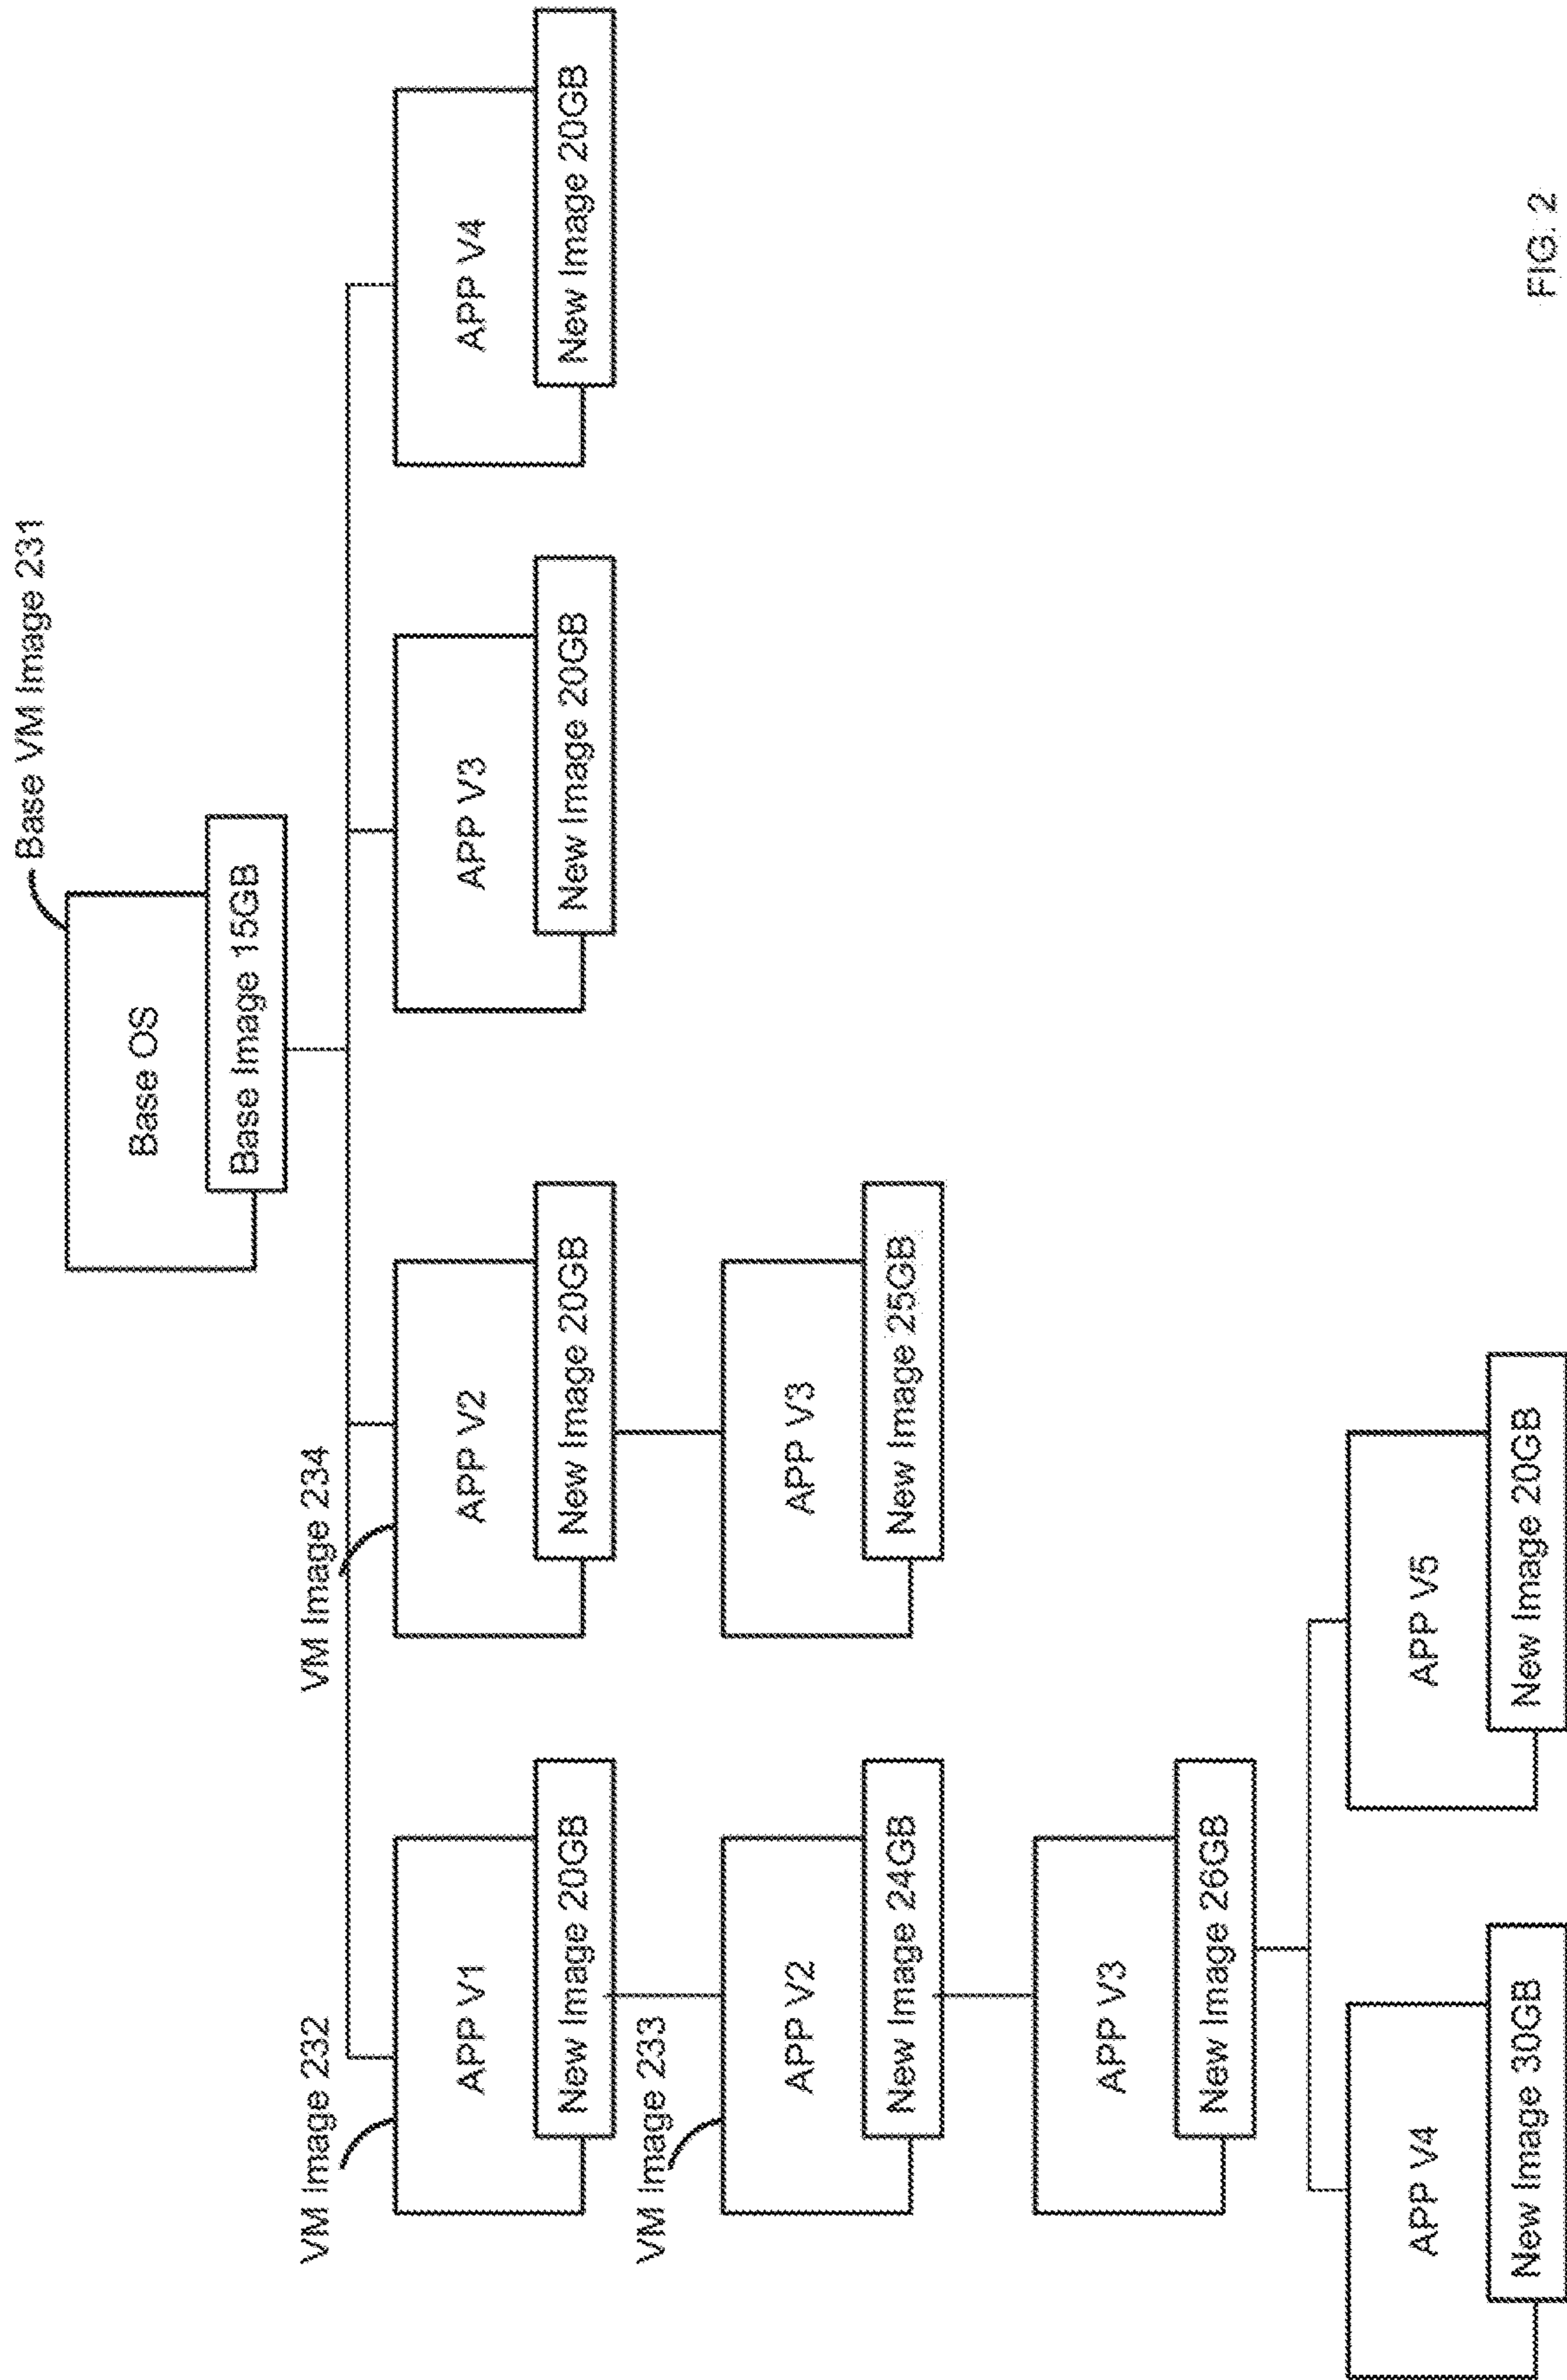 Base VM Image 231
Base OS
Base Image 15GB
VM Image 232
VM Image 234
APP V1
APP V2
APP V3
APP V4
New Image 20GB
New Image 20GB
New Image 20GB
New Image 20GB
VM Image 233
APP V2
APP V3
New Image 24GB
New Image 25GB
APP V3
New Image 26GB
APP V4
APP V5
New Image 30GB
New Image 20GB
FIG. 2